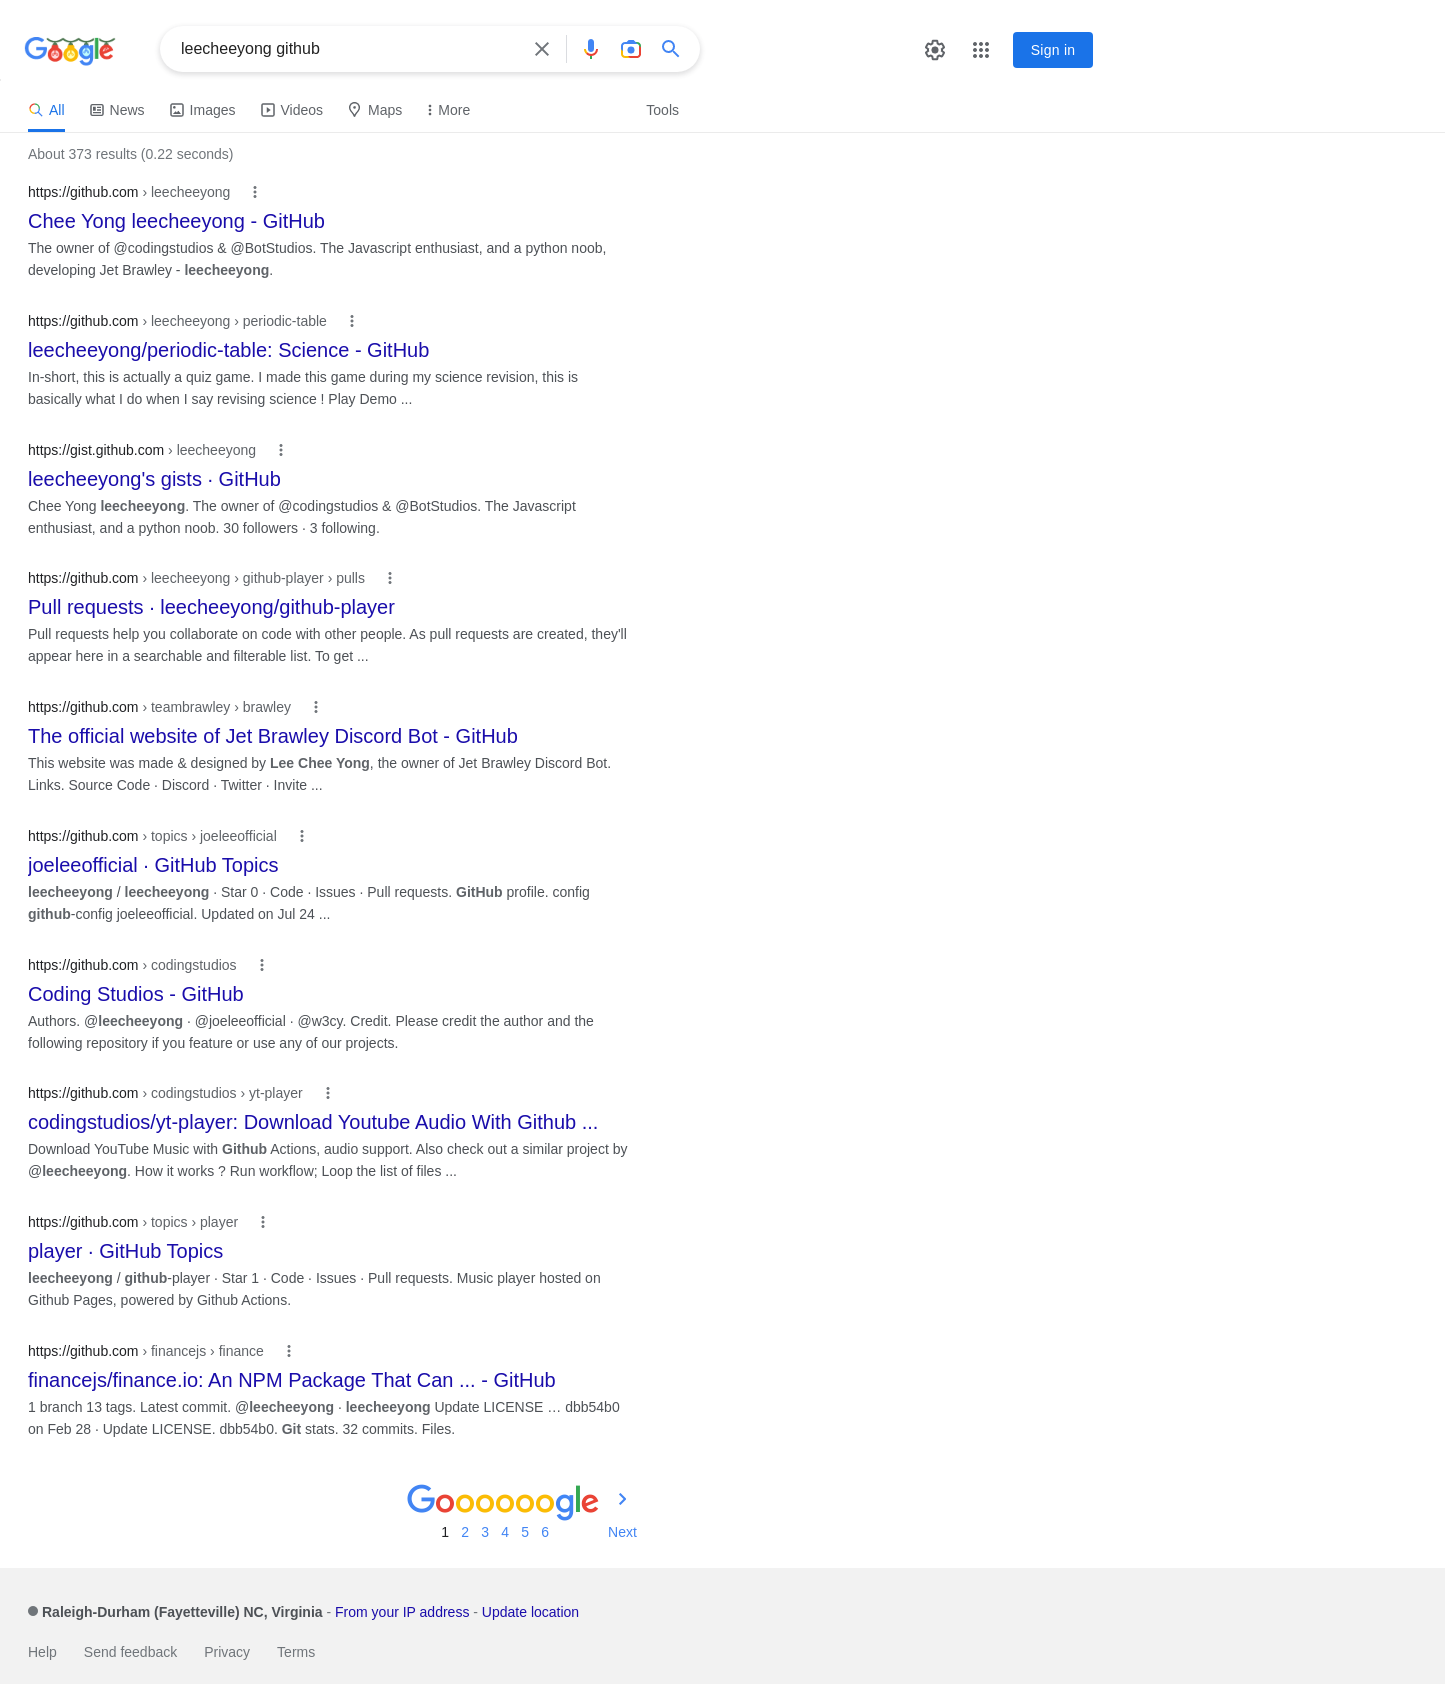 Google
leecheeyong github
Sign in
All News Images Videos Maps More Tools
About 373 results (0.22 seconds)
https://github.com › leecheeyong
Chee Yong leecheeyong - GitHub
The owner of @codingstudios & @BotStudios. The Javascript enthusiast, and a python noob,
developing Jet Brawley - leecheeyong.
https://github.com › leecheeyong › periodic-table
leecheeyong/periodic-table: Science - GitHub
In-short, this is actually a quiz game. I made this game during my science revision, this is
basically what I do when I say revising science ! Play Demo ...
https://gist.github.com › leecheeyong
leecheeyong's gists · GitHub
Chee Yong leecheeyong. The owner of @codingstudios & @BotStudios. The Javascript
enthusiast, and a python noob. 30 followers · 3 following.
https://github.com › leecheeyong › github-player › pulls
Pull requests · leecheeyong/github-player
Pull requests help you collaborate on code with other people. As pull requests are created, they'll
appear here in a searchable and filterable list. To get ...
https://github.com › teambrawley › brawley
The official website of Jet Brawley Discord Bot - GitHub
This website was made & designed by Lee Chee Yong, the owner of Jet Brawley Discord Bot.
Links. Source Code · Discord · Twitter · Invite ...
https://github.com › topics › joeleeofficial
joeleeofficial · GitHub Topics
leecheeyong / leecheeyong · Star 0 · Code · Issues · Pull requests. GitHub profile. config
github-config joeleeofficial. Updated on Jul 24 ...
https://github.com › codingstudios
Coding Studios - GitHub
Authors. @leecheeyong · @joeleeofficial · @w3cy. Credit. Please credit the author and the
following repository if you feature or use any of our projects.
https://github.com › codingstudios › yt-player
codingstudios/yt-player: Download Youtube Audio With Github ...
Download YouTube Music with Github Actions, audio support. Also check out a similar project by
@leecheeyong. How it works ? Run workflow; Loop the list of files ...
https://github.com › topics › player
player · GitHub Topics
leecheeyong / github-player · Star 1 · Code · Issues · Pull requests. Music player hosted on
Github Pages, powered by Github Actions.
https://github.com › financejs › finance
financejs/finance.io: An NPM Package That Can ... - GitHub
1 branch 13 tags. Latest commit. @leecheeyong · leecheeyong Update LICENSE … dbb54b0
on Feb 28 · Update LICENSE. dbb54b0. Git stats. 32 commits. Files.
Goooooogle
1 2 3 4 5 6 Next
Raleigh-Durham (Fayetteville) NC, Virginia - From your IP address - Update location
Help Send feedback Privacy Terms